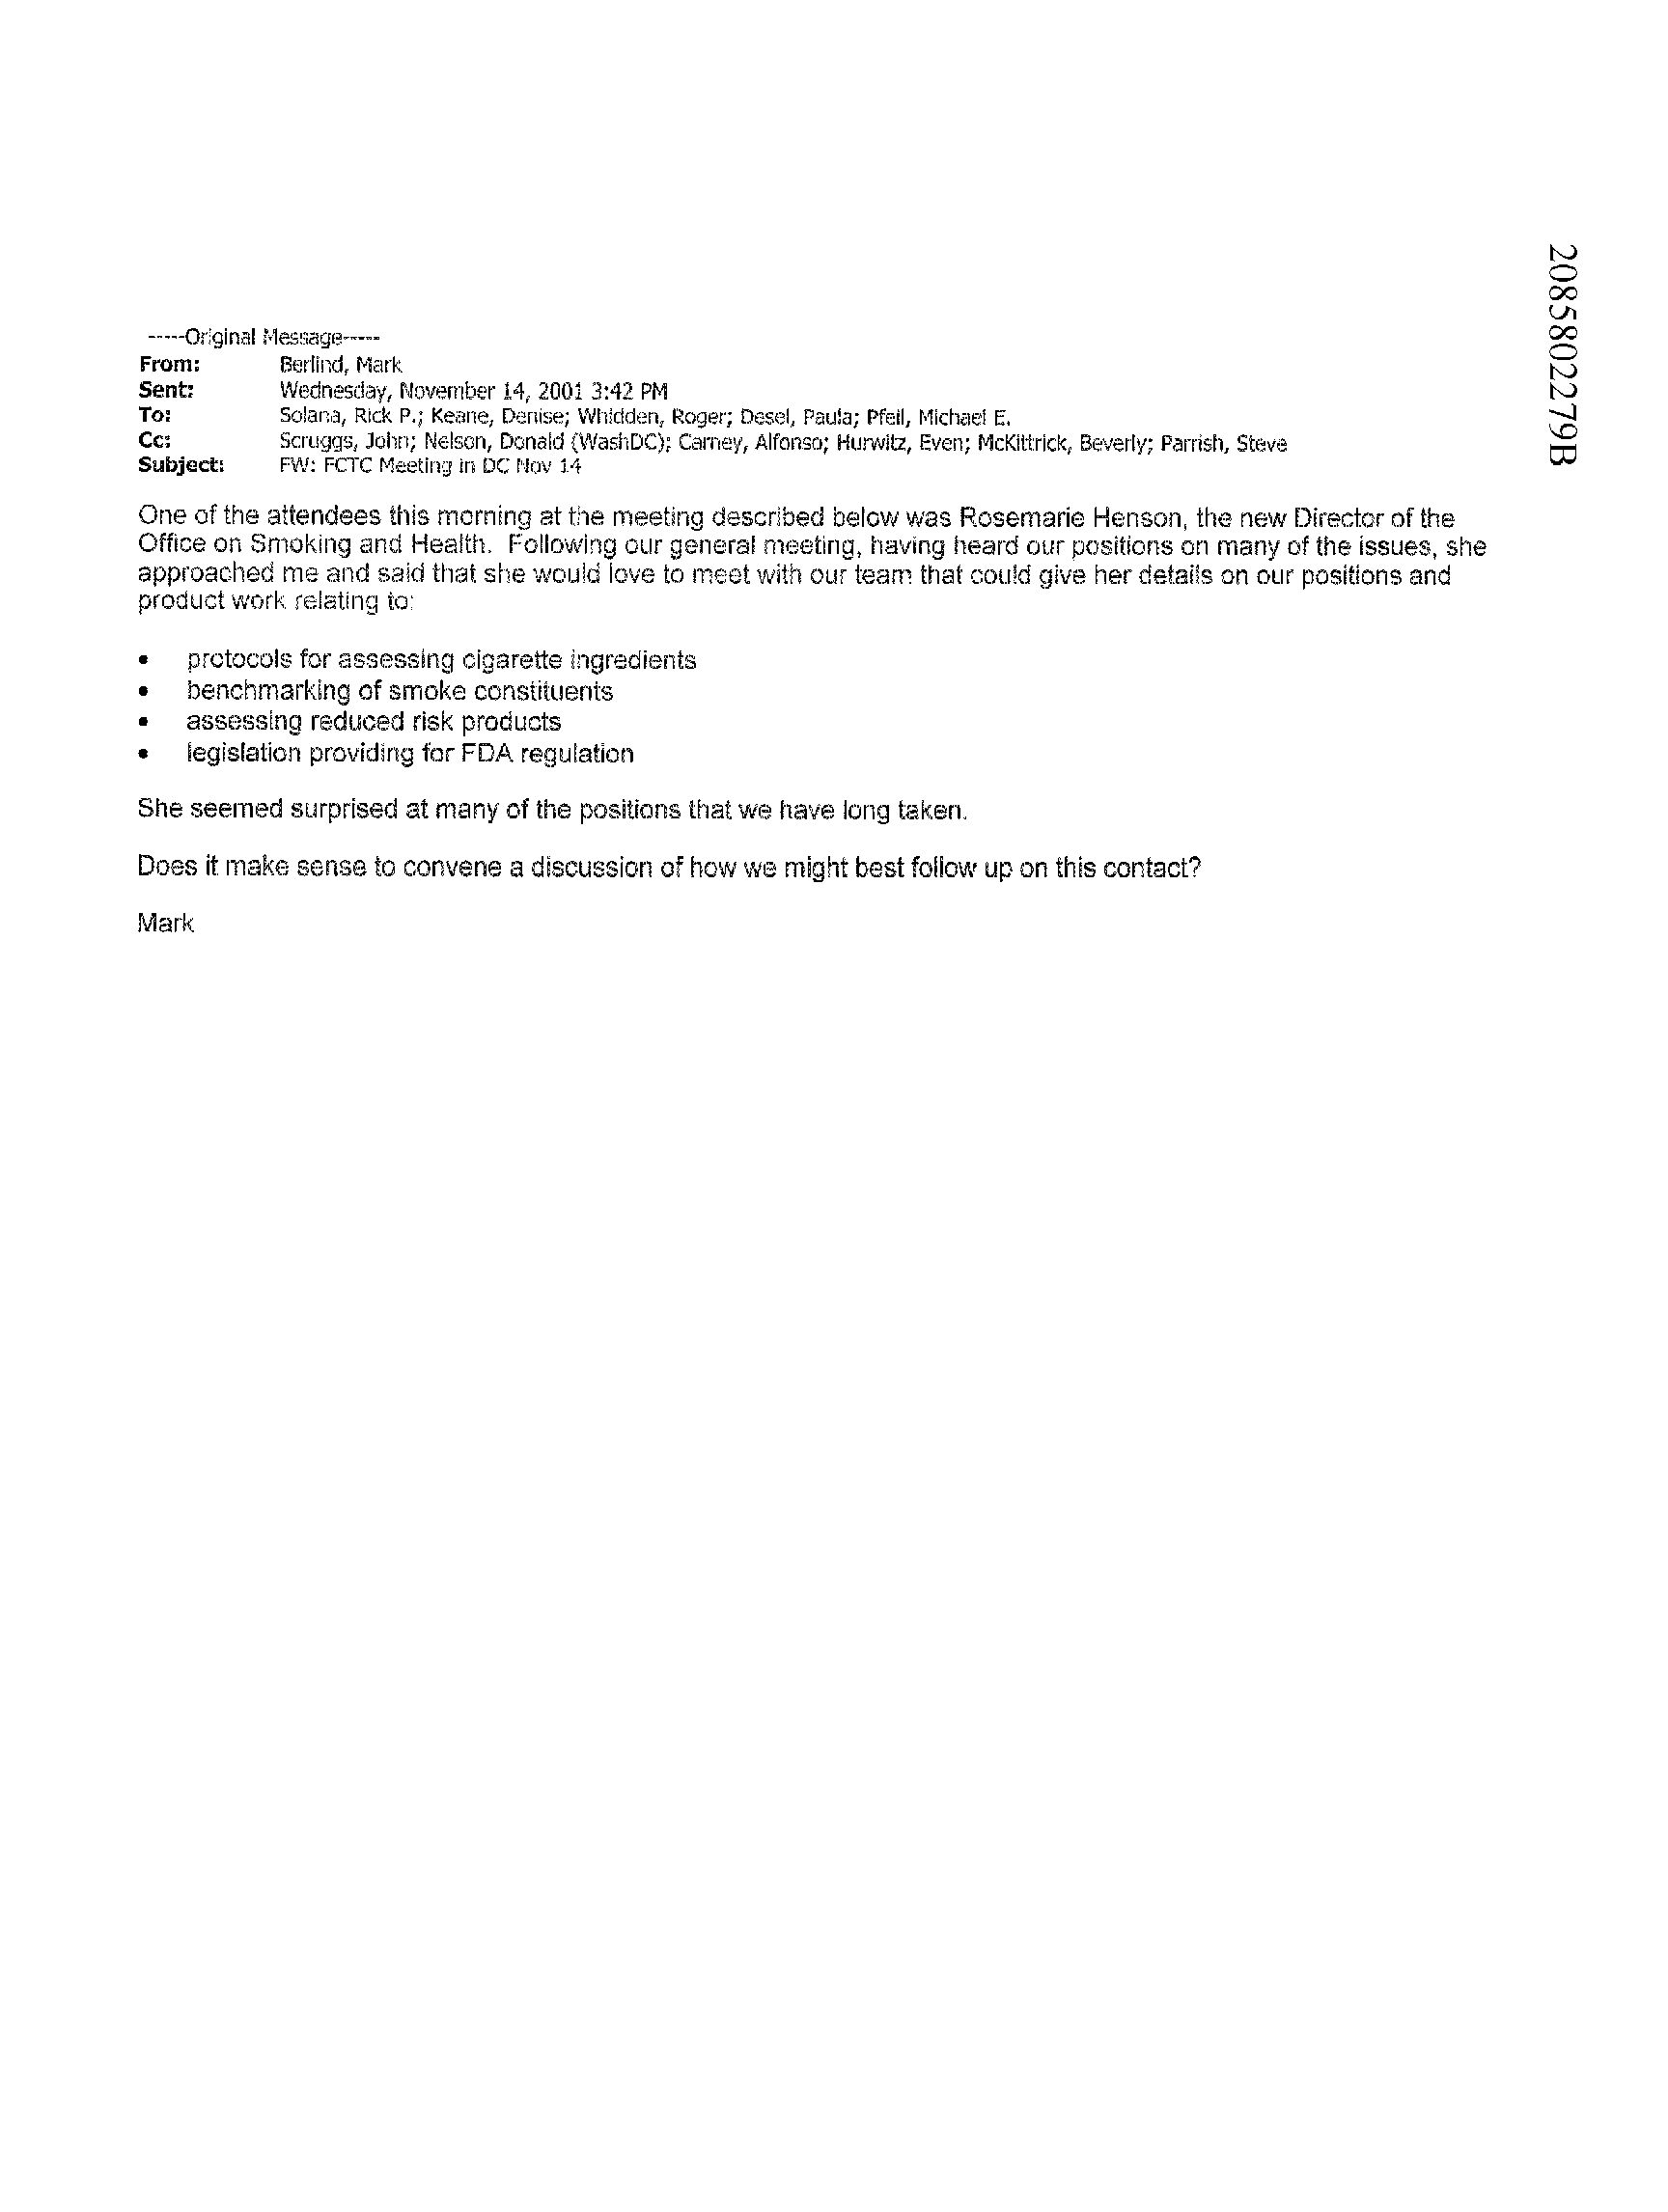 2085802279B
-----Original Message-----
From: Berlind, Mark
Sent: Wednesday, November 14, 2001 3:42 PM
To: Solana, Rick P.; Keane, Denise; Whidden, Roger; Desel, Paula; Pfeil, Michael E.
Cc: Scruggs, John; Nelson, Donald (WashDC); Carney, Alfonso; Hurwitz, Even; McKittrick, Beverly; Parrish, Steve
Subject: FW: FCTC Meeting in DC Nov 14
One of the attendees this morning at the meeting described below was Rosemarie Henson, the new Director of the
Office on Smoking and Health. Following our general meeting, having heard our positions on many of the issues, she
approached me and said that she would love to meet with our team that could give her details on our positions and
product work relating to:
• protocols for assessing cigarette ingredients
• benchmarking of smoke constituents
• assessing reduced risk products
• legislation providing for FDA regulation
She seemed surprised at many of the positions that we have long taken.
Does it make sense to convene a discussion of how we might best follow up on this contact?
Mark